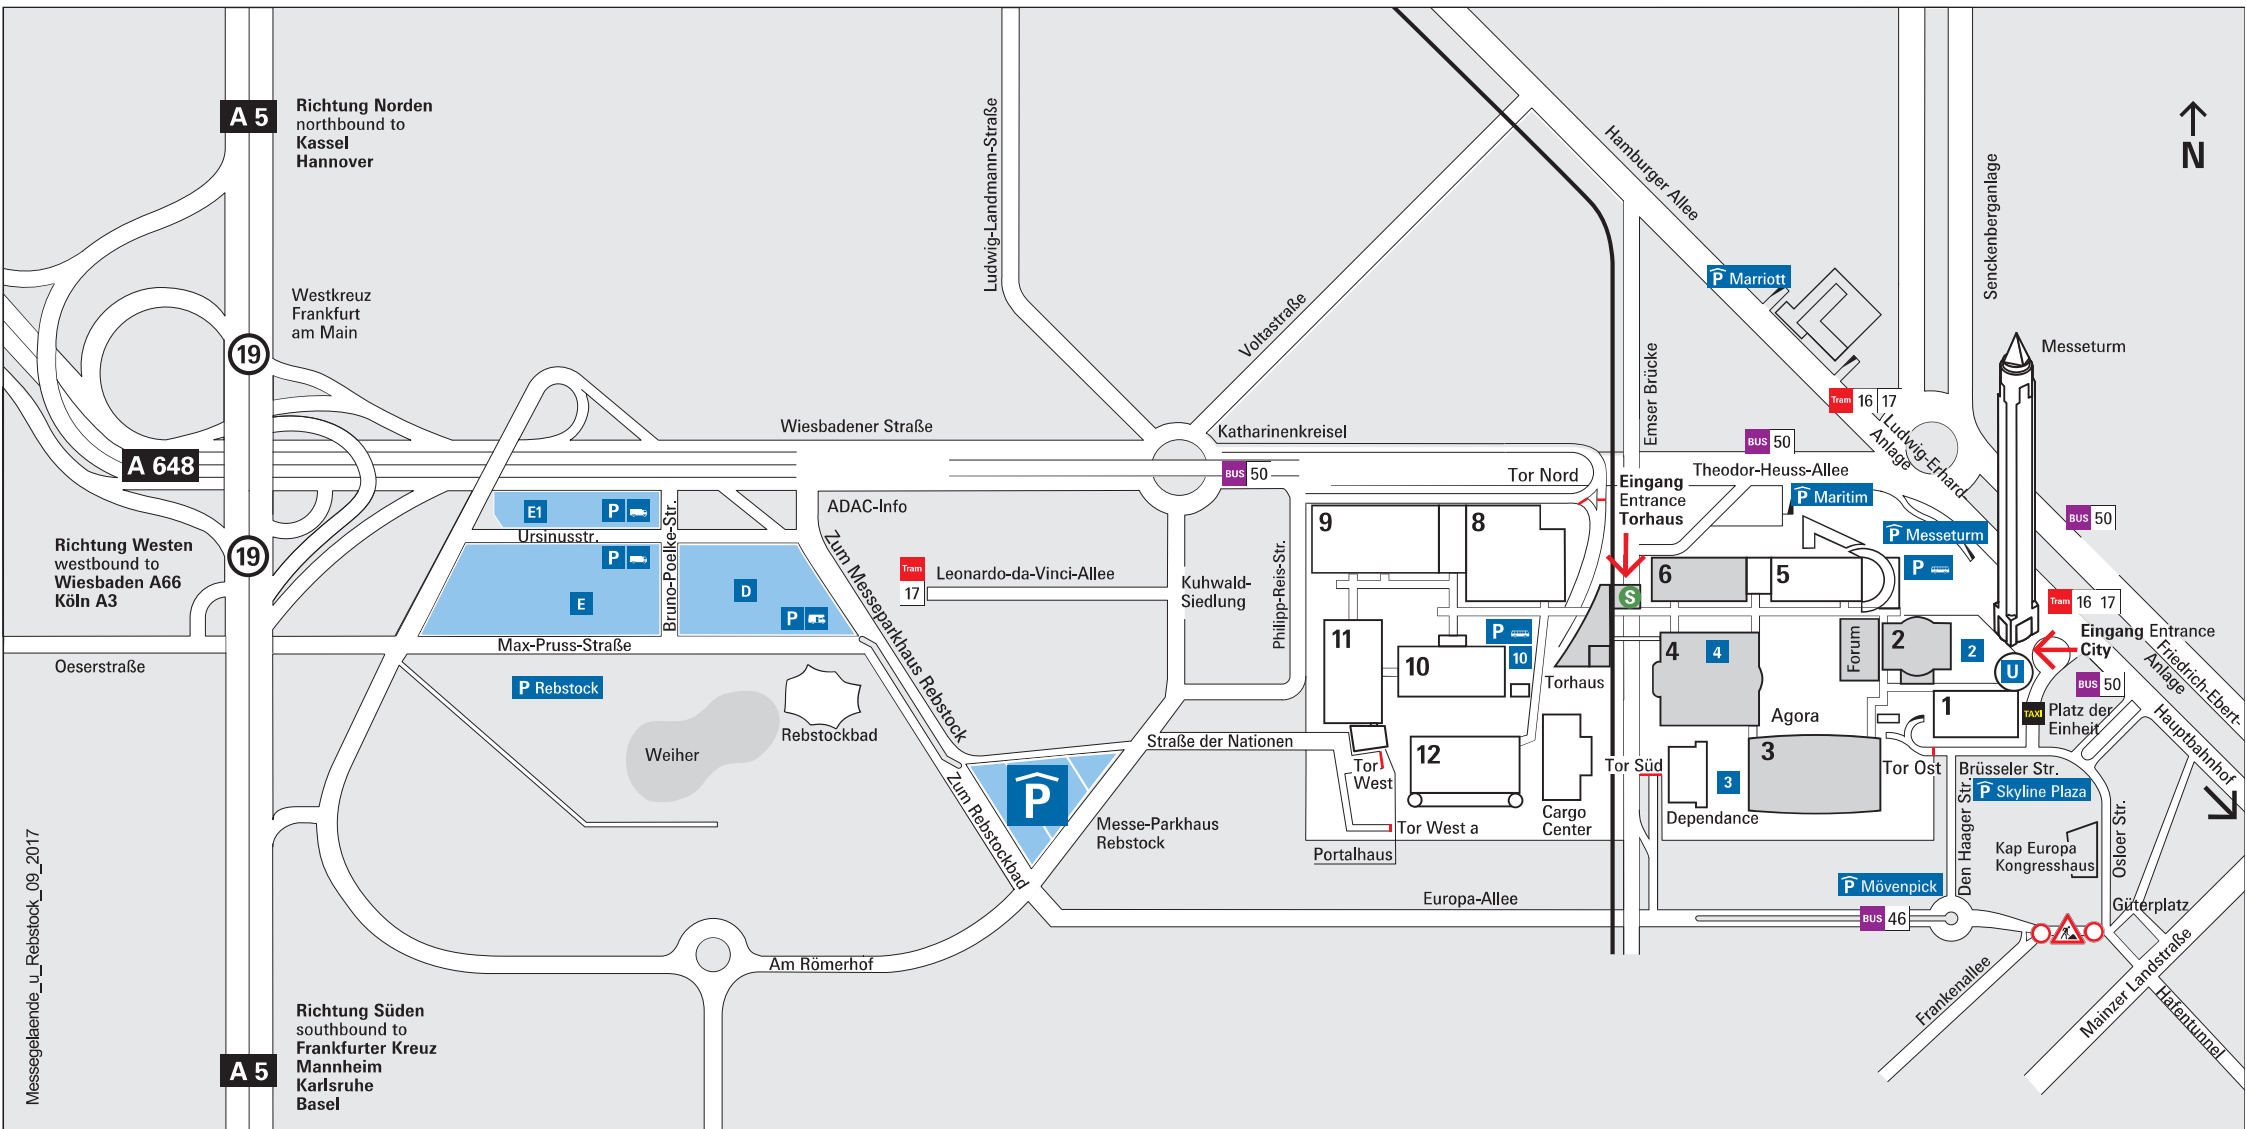 A 5
Richtung Norden
northbound to
Kassel
Hannover
Westkreuz
Frankfurt
am Main
19
A 648
Richtung Westen
westbound to
Wiesbaden A66
Köln A3
19
Oeserstraße
Richtung Süden
southbound to
Frankfurter Kreuz
Mannheim
Karlsruhe
Basel
A 5
Messegelaende_u_Rebstock_09_2017
Wiesbadener Straße
E1
P
Ursinusstr.
P
E
D
P
Bruno-Poelke-Str.
Max-Pruss-Straße
P Rebstock
Weiher
Rebstockbad
ADAC-Info
Zum Messeparkhaus Rebstock
Zum Rebstockbad
Am Römerhof
Tram
17
Leonardo-da-Vinci-Allee
Kuhwald-
Siedlung
Ludwig-Landmann-Straße
Voltastraße
Katharinenkreisel
BUS 50
Philipp-Reis-Str.
Straße der Nationen
P
Messe-Parkhaus
Rebstock
Europa-Allee
Hamburger Allee
Emser Brücke
Senckenberganlage
N
P Marriott
Messeturm
Tram 16 17
Ludwig-Erhard-
Anlage
BUS 50
Theodor-Heuss-Allee
P Maritim
P Messeturm
P
BUS 50
Tor Nord
Eingang
Entrance
Torhaus
S
9
8
6
5
11
10
P
10
12
Torhaus
4
4
Forum
2
2
U
1
Agora
3
3
Dependance
Tor Süd
Cargo
Center
Tor
West
Tor West a
Portalhaus
Tram 16 17
Eingang Entrance
City
Friedrich-Ebert-
Anlage
BUS 50
TAXI
Platz der
Einheit
Hauptbahnhof
Tor Ost
Brüsseler Str.
P Skyline Plaza
Den Haager Str.
Osloer Str.
Kap Europa
Kongresshaus
P Mövenpick
BUS 46
Güterplatz
Frankenallee
Mainzer Landstraße
Hafentunnel